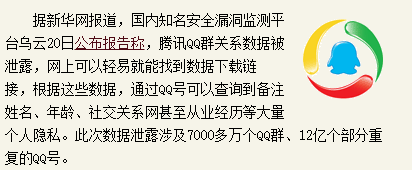 据新华网报道，国内知名安全漏洞监测平
台乌云20日公布报告称，腾讯QQ群关系数据被
泄露，网上可以轻易就能找到数据下载链
接，根据这些数据，通过QQ号可以查询到备注
姓名、年龄、社交关系网甚至从业经历等大量
个人隐私。此次数据泄露涉及7000多万个QQ群、12亿个部分重
复的QQ号。